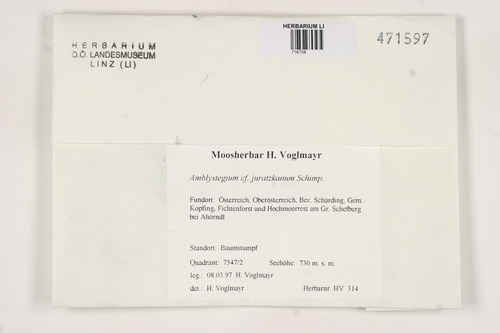 HERBARIUM
O.Ö. LANDESMUSEUM
LINZ (LI)
HERBARIUM LI
471597
Moosherbar H. Voglmayr
Amblystegium cf. juratzkanum Schimp.
Fundort: Österreich, Oberösterreich, Bez. Schärding, Gem.
Kopfing, Fichtenforst und Hochmoorrest am Gr. Schefberg
bei Ahörndl
Standort: Baumstumpf
Quadrant: 7547/2 Seehöhe: 730 m. s. m.
leg.: 08.03.97 H. Voglmayr
det.: H. Voglmayr Herbarnr. HV 314